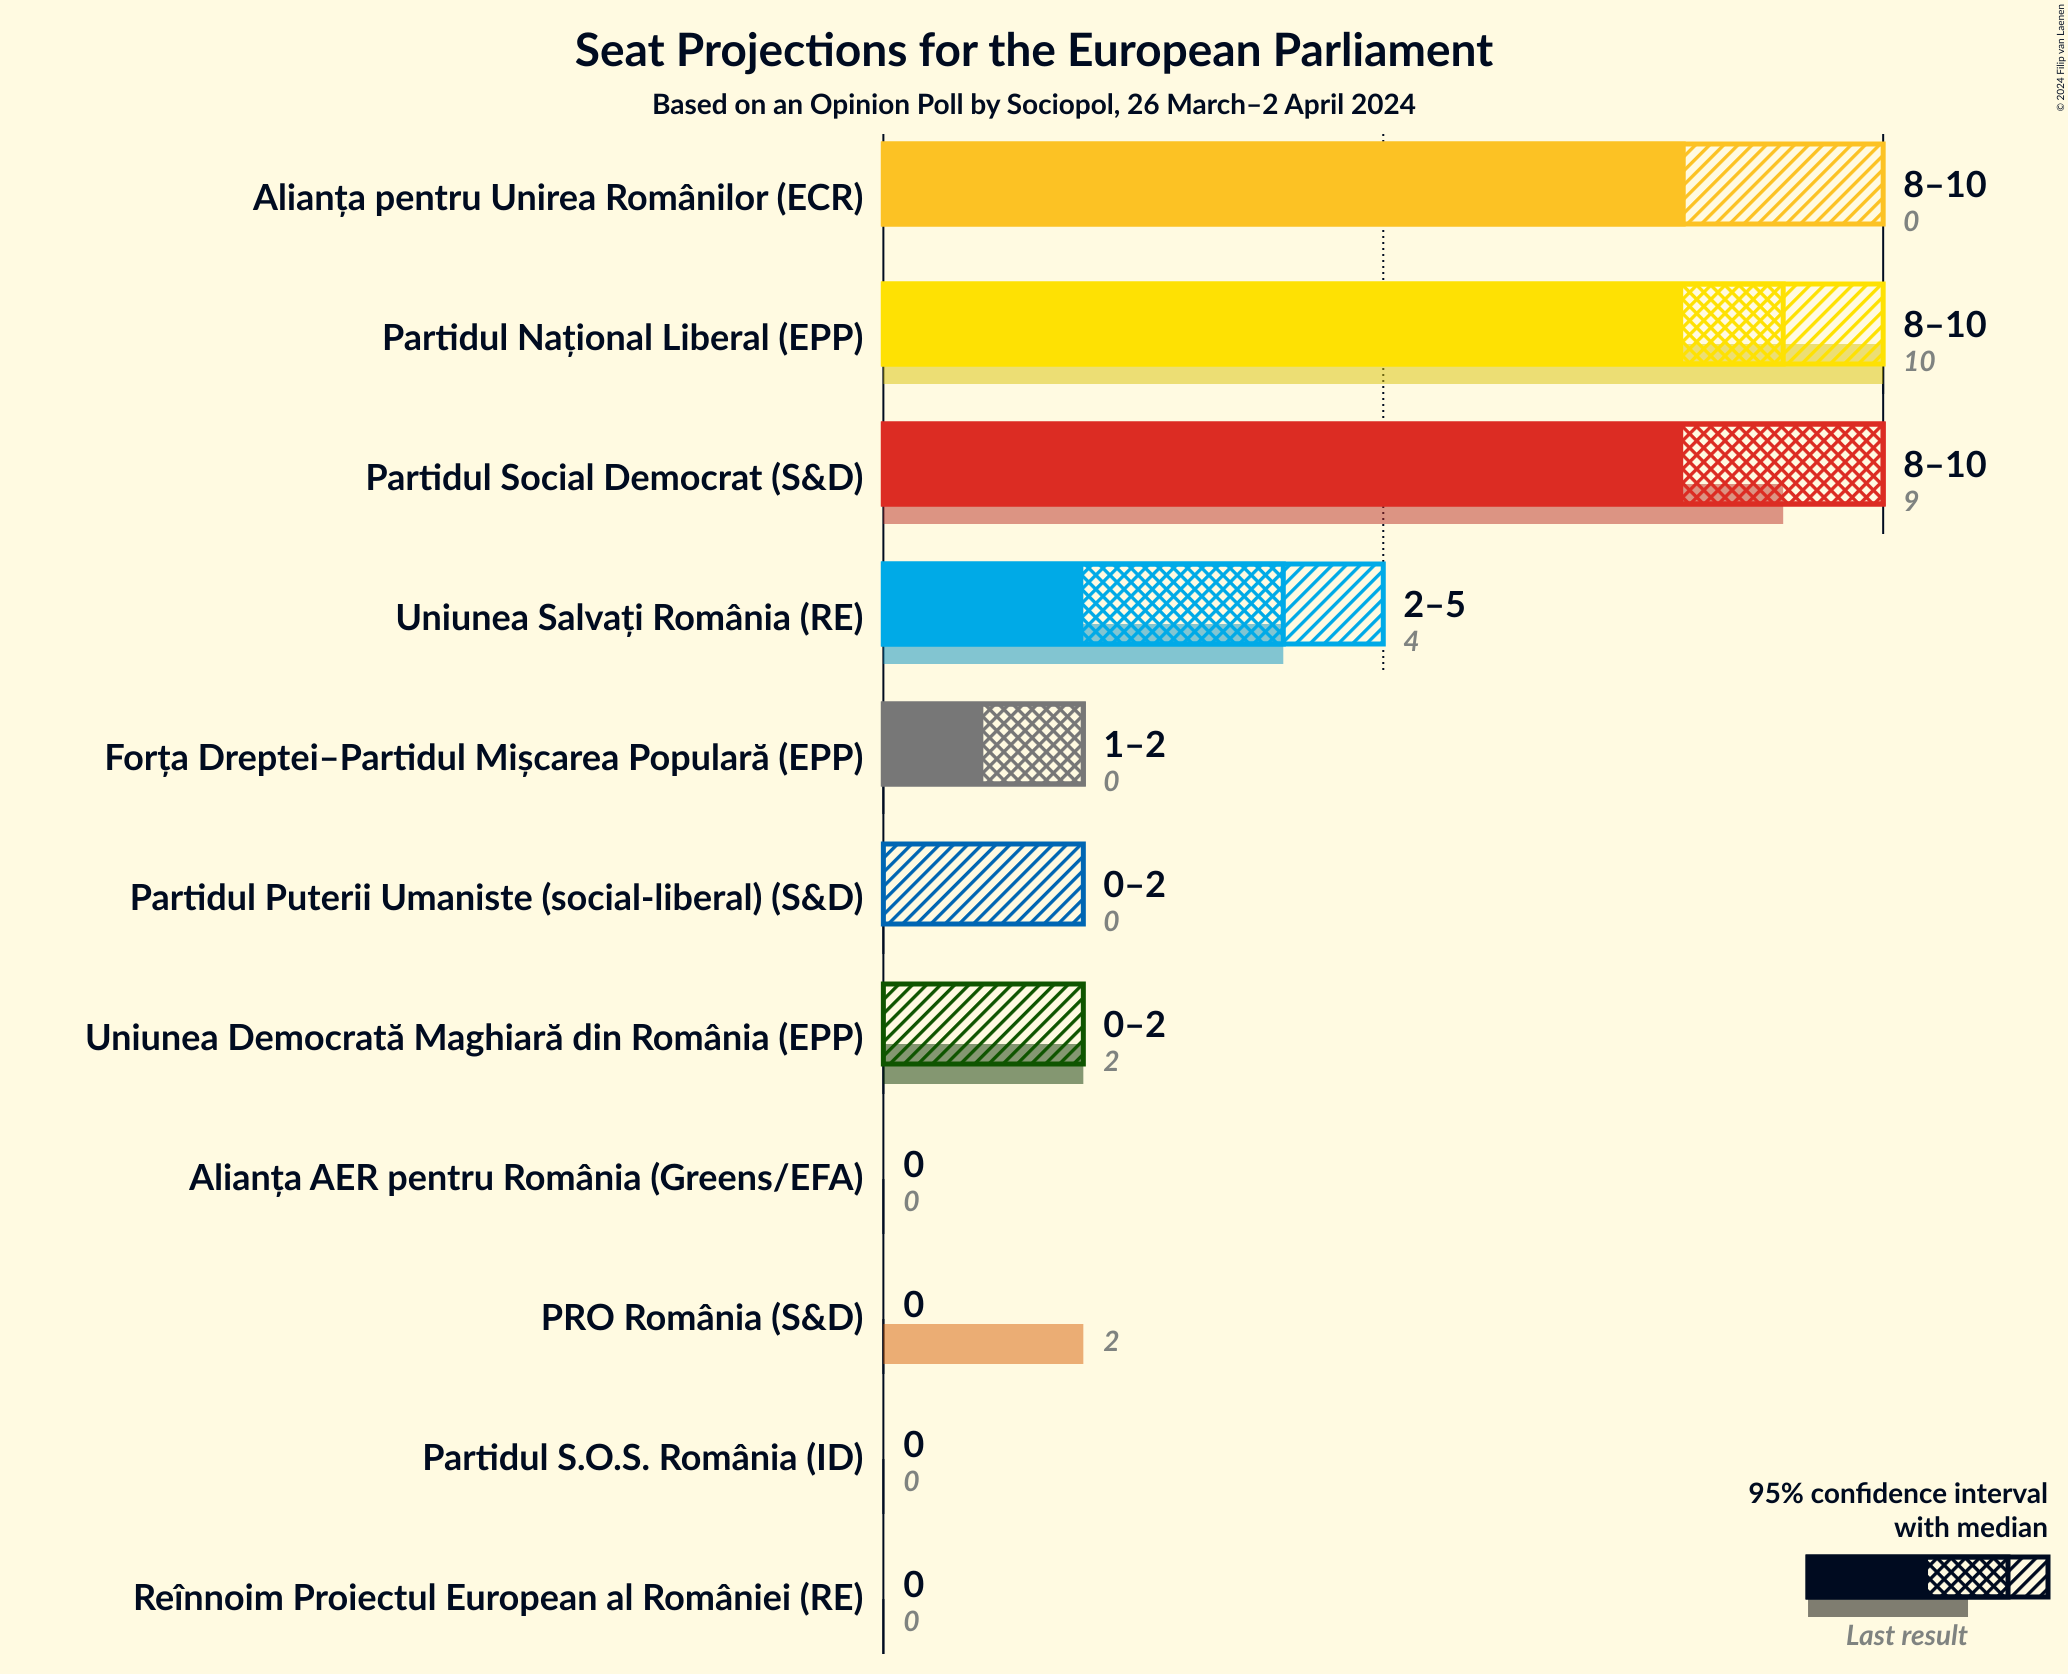 Seat Projections for the European Parliament
Based on an Opinion Poll by Sociopol, 26 March–2 April 2024
© 2024 Filip van Laenen
Alianța pentru Unirea Românilor (ECR)
8–10
0
Partidul Național Liberal (EPP)
8–10
10
Partidul Social Democrat (S&D)
8–10
9
Uniunea Salvați România (RE)
2–5
4
Forța Dreptei–Partidul Mișcarea Populară (EPP)
1–2
0
Partidul Puterii Umaniste (social-liberal) (S&D)
0–2
0
Uniunea Democrată Maghiară din România (EPP)
0–2
2
Alianța AER pentru România (Greens/EFA)
0
0
PRO România (S&D)
0
2
Partidul S.O.S. România (ID)
0
0
Reînnoim Proiectul European al României (RE)
0
0
95% confidence interval
with median
Last result